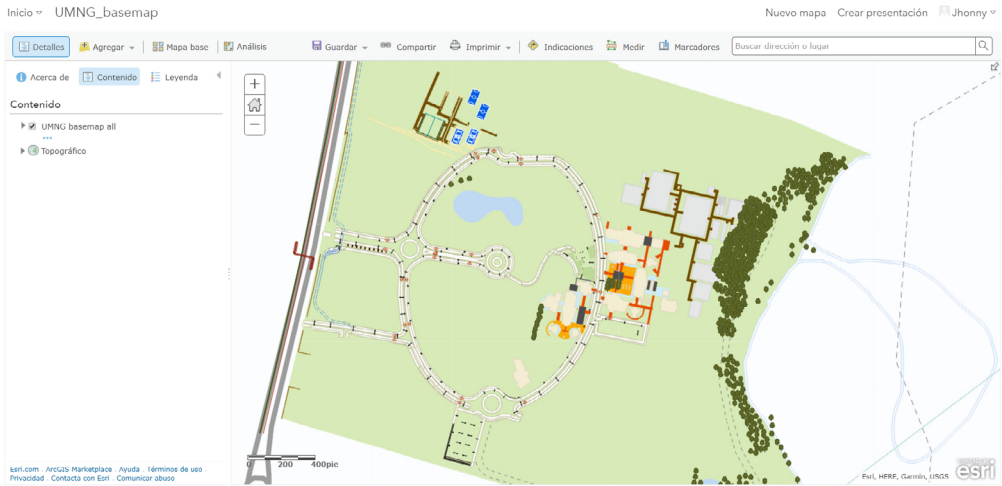 Inicio UMNG_basemap Nuevo mapa Crear presentación Jhonny
Detalles Agregar Mapa base Análisis Guardar Compartir Imprimir Indicaciones Medir Marcadores Buscar dirección o lugar
Acerca de Contenido Leyenda
Contenido
UMNG basemap all
Topográfico
+
−
0 200 400pie
Esri.com . ArcGIS Marketplace . Ayuda . Términos de uso .
Privacidad . Contacta con Esri . Comunicar abuso
Esri, HERE, Garmin, USGS
esri